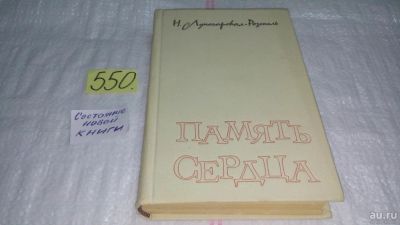 Н. Луначарская-Розенель
550.
Состояние
новой
книги
ПАМЯТЬ
СЕРДЦА
au.ru